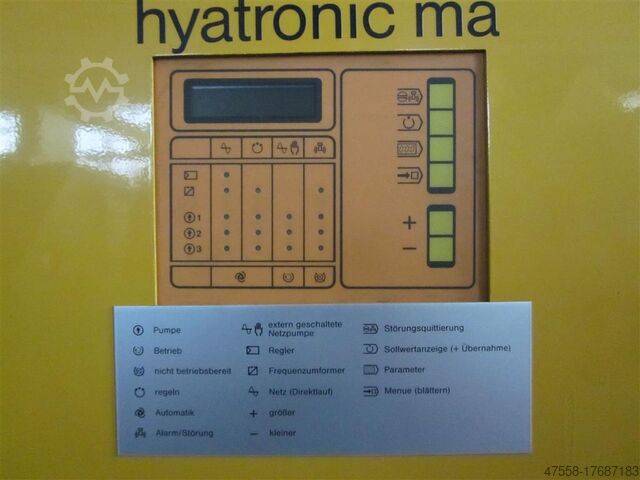 hyatronic ma
1
2
3
+
−
Pumpe
Betrieb
nicht betriebsbereit
regeln
Automatik
Alarm/Störung
extern geschaltete
Netzpumpe
Regler
Frequenzumformer
Netz (Direktlauf)
+ größer
− kleiner
Störungsquittierung
Sollwertanzeige (+ Übernahme)
Parameter
Menue (blättern)
47558-17687183